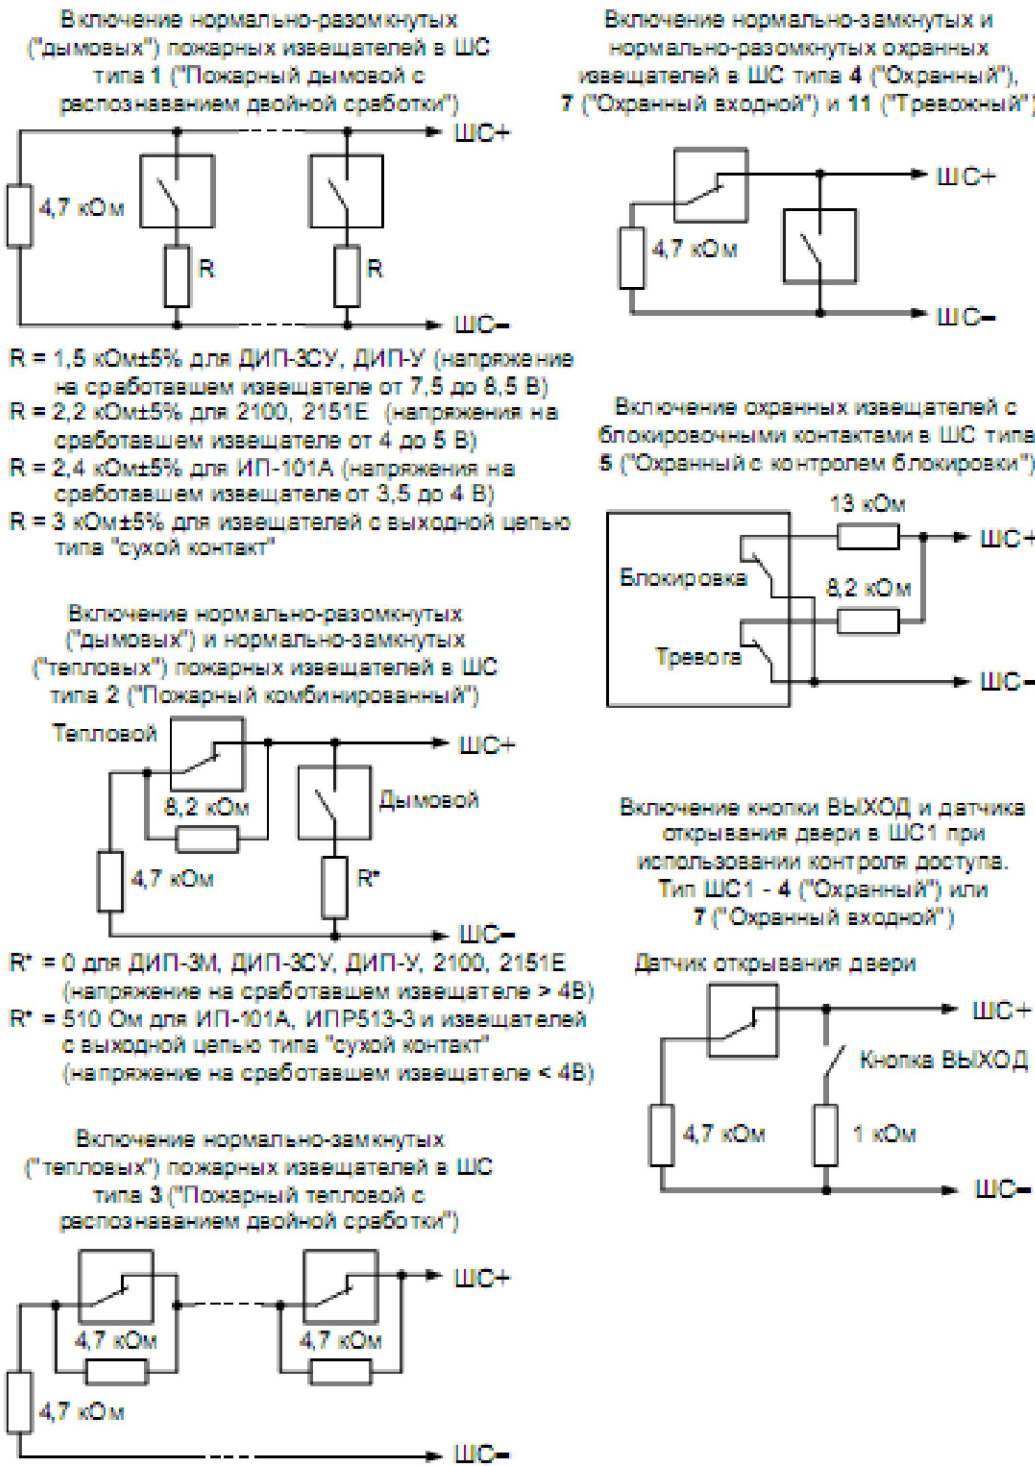 Включение нормально-разомкнутых
("дымовых") пожарных извещателей в ШС
типа 1 ("Пожарный дымовой с
распознаванием двойной сработки")
ШС+
4,7 кОм
R
R
ШС–
R = 1,5 кОм±5% для ДИП-3СУ, ДИП-У (напряжение
на сработавшем извещателе от 7,5 до 8,5 В)
R = 2,2 кОм±5% для 2100, 2151Е (напряжения на
сработавшем извещателе от 4 до 5 В)
R = 2,4 кОм±5% для ИП-101А (напряжения на
сработавшем извещателе от 3,5 до 4 В)
R = 3 кОм±5% для извещателей с выходной цепью
типа "сухой контакт"
Включение нормально-разомкнутых
("дымовых") и нормально-замкнутых
("тепловых") пожарных извещателей в ШС
типа 2 ("Пожарный комбинированный")
Тепловой
ШС+
8,2 кОм
Дымовой
4,7 кОм
R*
ШС–
R* = 0 для ДИП-3М, ДИП-3СУ, ДИП-У, 2100, 2151Е
(напряжение на сработавшем извещателе > 4В)
R* = 510 Ом для ИП-101А, ИПР513-3 и извещателей
с выходной цепью типа "сухой контакт"
(напряжение на сработавшем извещателе < 4В)
Включение нормально-замкнутых
("тепловых") пожарных извещателей в ШС
типа 3 ("Пожарный тепловой с
распознаванием двойной сработки")
ШС+
4,7 кОм
4,7 кОм
4,7 кОм
ШС–
Включение нормально-замкнутых и
нормально-разомкнутых охранных
извещателей в ШС типа 4 ("Охранный"),
7 ("Охранный входной") и 11 ("Тревожный")
ШС+
4,7 кОм
ШС–
Включение охранных извещателей с
блокировочными контактами в ШС типа
5 ("Охранный с контролем блокировки")
13 кОм
ШС+
Блокировка
8,2 кОм
Тревога
ШС–
Включение кнопки ВЫХОД и датчика
открывания двери в ШС1 при
использовании контроля доступа.
Тип ШС1 - 4 ("Охранный") или
7 ("Охранный входной")
Датчик открывания двери
ШС+
Кнопка ВЫХОД
4,7 кОм
1 кОм
ШС–